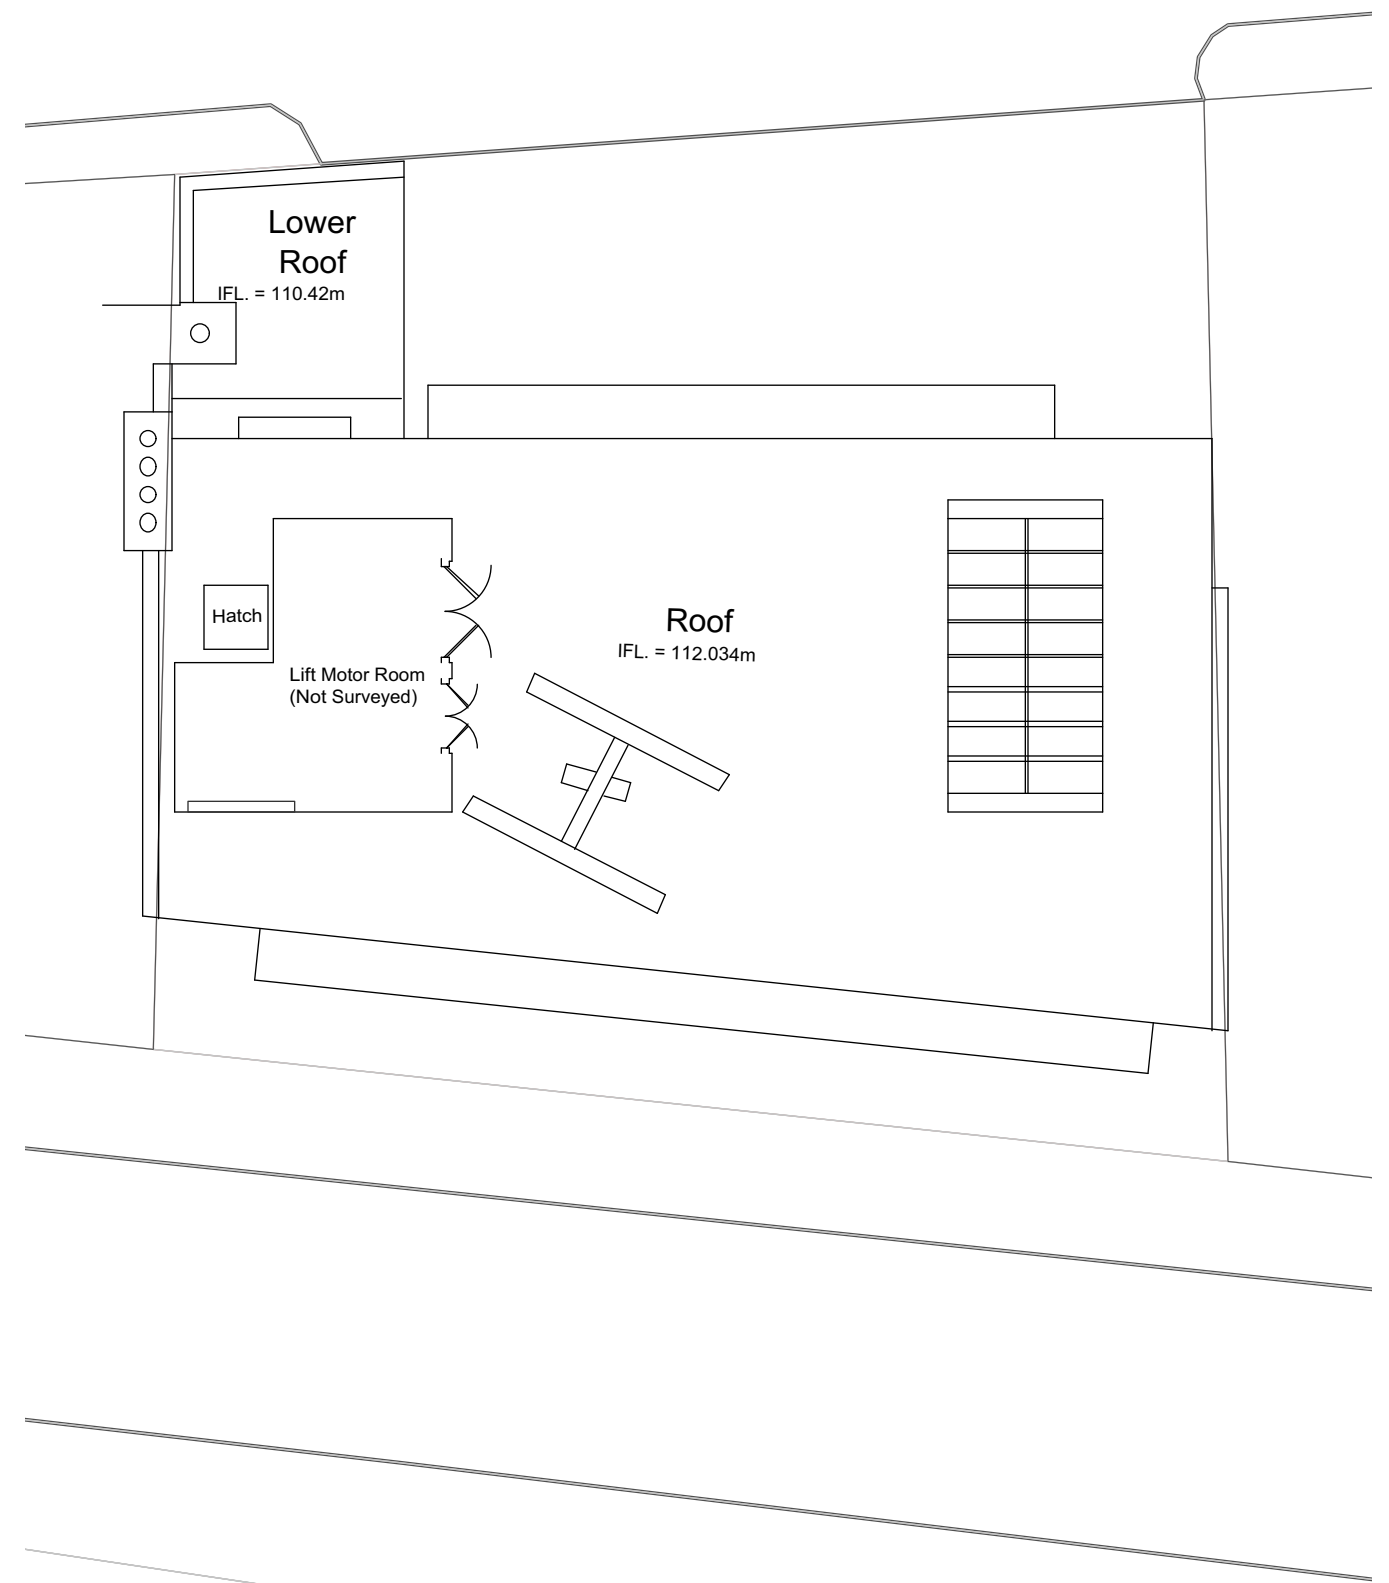 Lower
Roof
IFL. = 110.42m
Hatch
Roof
IFL. = 112.034m
Lift Motor Room
(Not Surveyed)